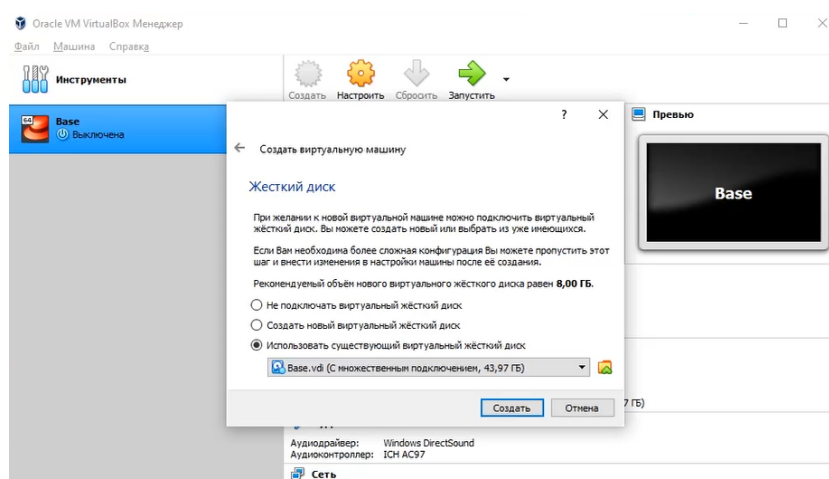 Oracle VM VirtualBox Менеджер
Файл Машина Справка
Инструменты
Создать Настроить Сбросить Запустить
64 Base
Выключена
Превью
Base
?
Создать виртуальную машину
Жесткий диск
При желании к новой виртуальной машине можно подключить виртуальный
жёсткий диск. Вы можете создать новый или выбрать из уже имеющихся.
Если Вам необходима более сложная конфигурация Вы можете пропустить этот
шаг и внести изменения в настройки машины после её создания.
Рекомендуемый объём нового виртуального жёсткого диска равен 8,00 ГБ.
Не подключать виртуальный жёсткий диск
Создать новый виртуальный жёсткий диск
Использовать существующий виртуальный жёсткий диск
Base.vdi (С множественным подключением, 43,97 ГБ)
Создать Отмена
7 ГБ)
Аудиодрайвер: Windows DirectSound
Аудиоконтроллер: ICH AC97
Сеть